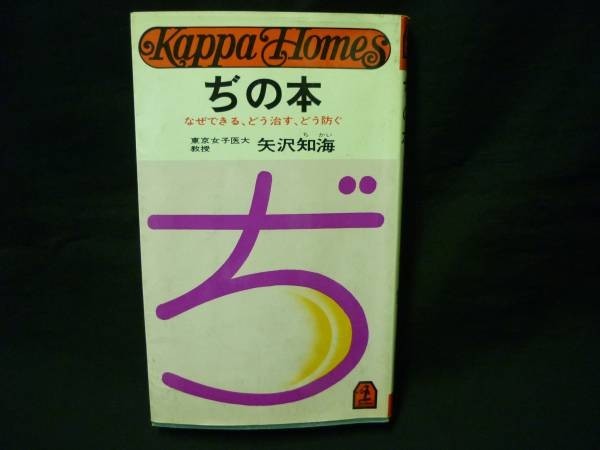 Kappa Homes
ぢの本
なぜできる、どう治す、どう防ぐ
東京女子医大
教授
矢沢知海
ちかい
ぢ